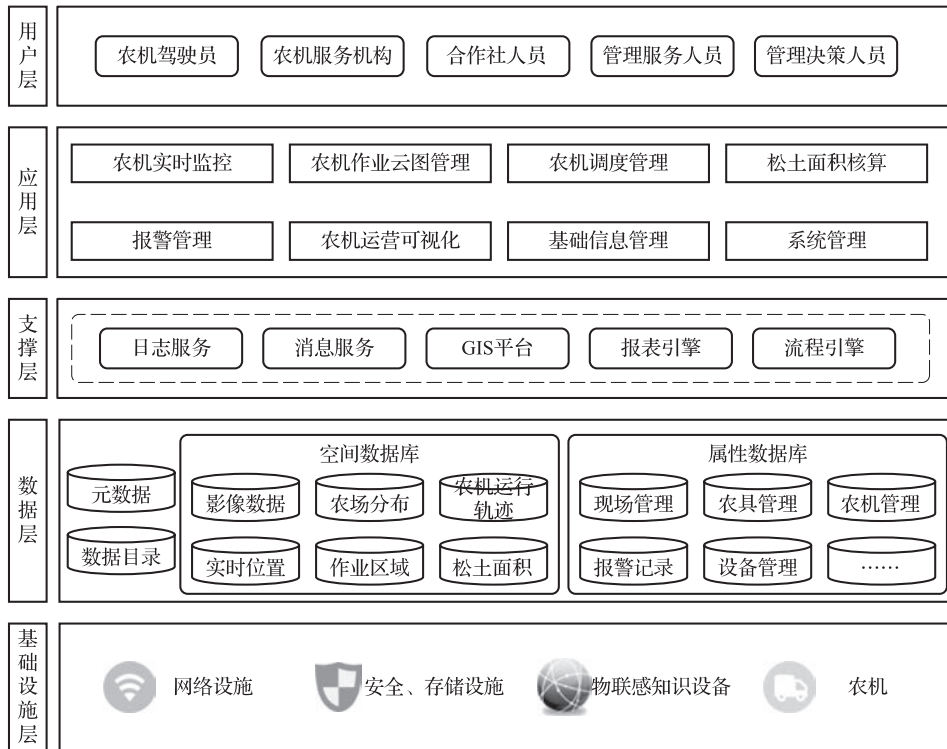 用户层
农机驾驶员
农机服务机构
合作社人员
管理服务人员
管理决策人员
应用层
农机实时监控
农机作业云图管理
农机调度管理
松土面积核算
报警管理
农机运营可视化
基础信息管理
系统管理
支撑层
日志服务
消息服务
GIS平台
报表引擎
流程引擎
数据层
元数据
数据目录
空间数据库
影像数据
农场分布
农机运行
轨迹
实时位置
作业区域
松土面积
属性数据库
现场管理
农具管理
农机管理
报警记录
设备管理
……
基础设施层
网络设施
安全、存储设施
物联感知识设备
农机